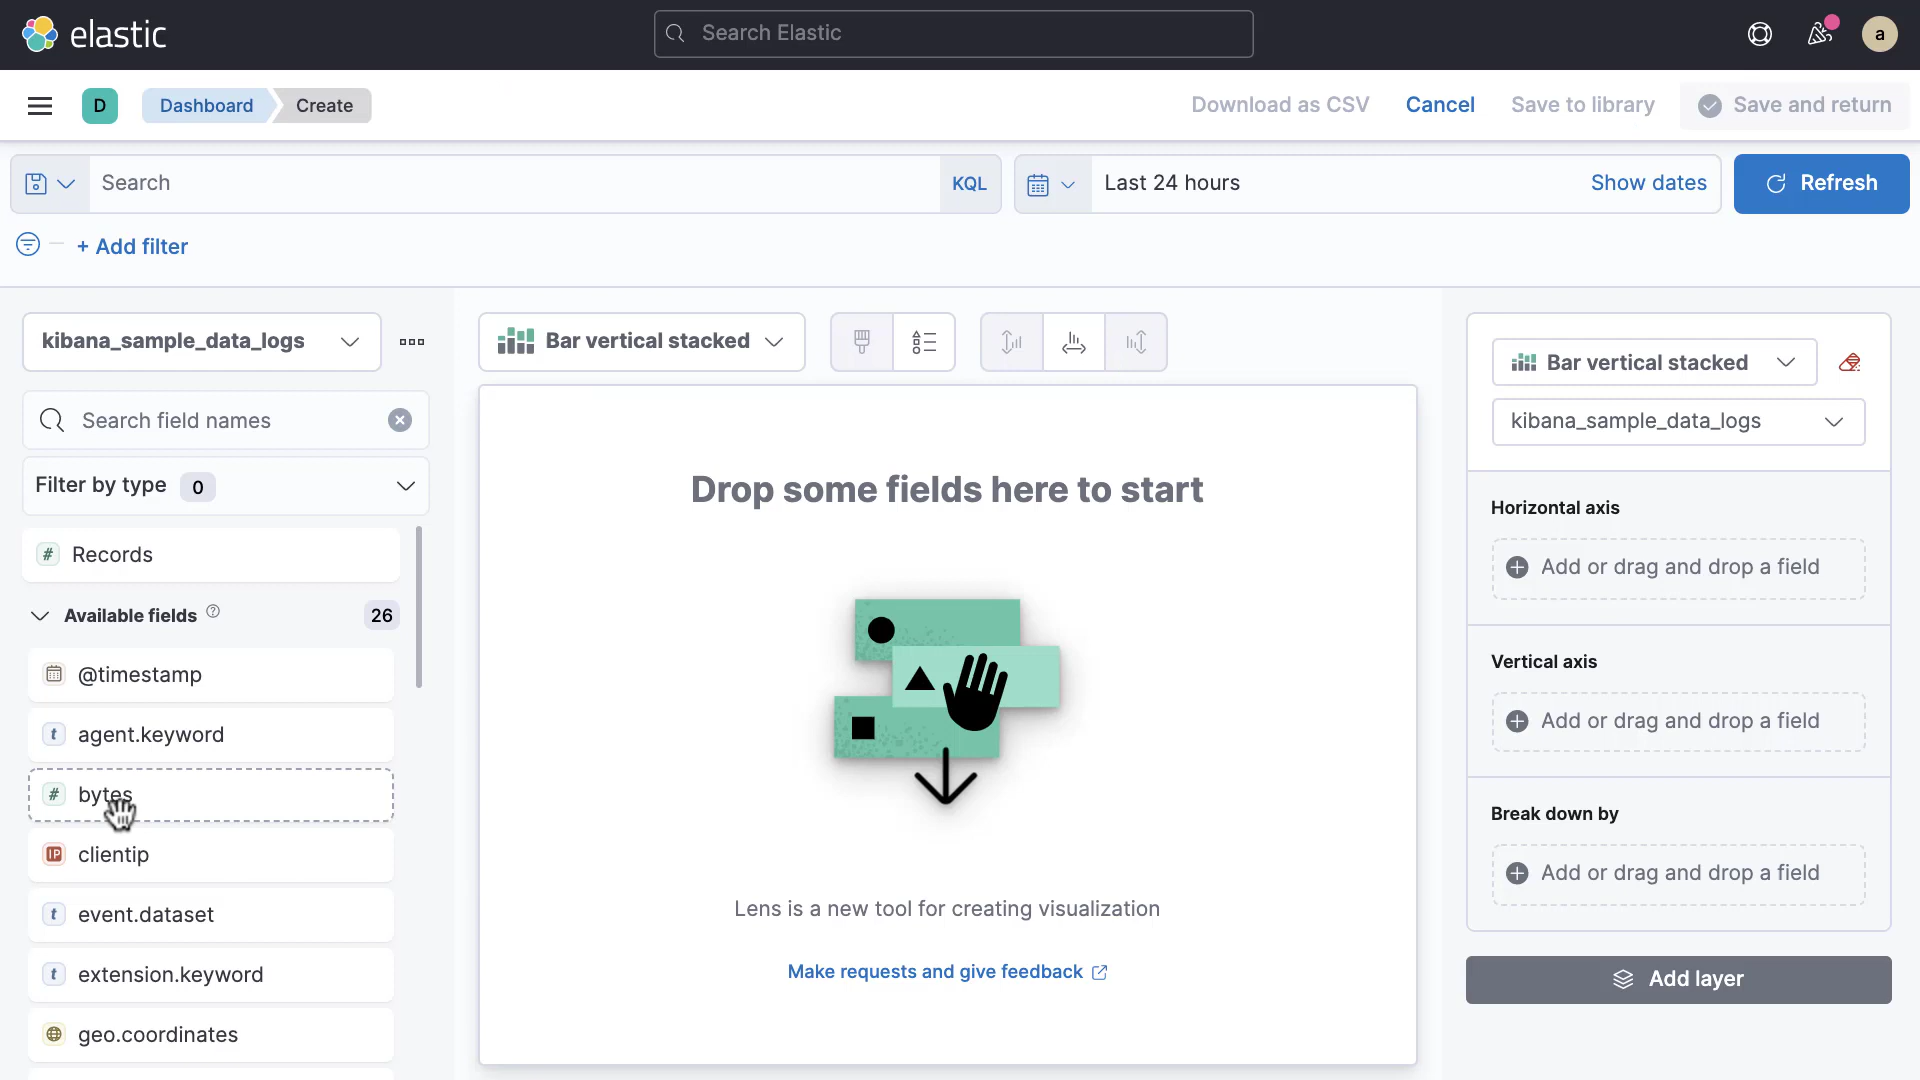 elastic
Search Elastic
a
D
Dashboard
Create
Download as CSV
Cancel
Save to library
Save and return
Search
KQL
Last 24 hours
Show dates
Refresh
+ Add filter
kibana_sample_data_logs
Search field names
Filter by type 0
# Records
Available fields ? 26
@timestamp
t agent.keyword
# bytes
IP clientip
t event.dataset
t extension.keyword
geo.coordinates
Bar vertical stacked
Drop some fields here to start
Lens is a new tool for creating visualization
Make requests and give feedback
Bar vertical stacked
kibana_sample_data_logs
Horizontal axis
Add or drag and drop a field
Vertical axis
Add or drag and drop a field
Break down by
Add or drag and drop a field
Add layer